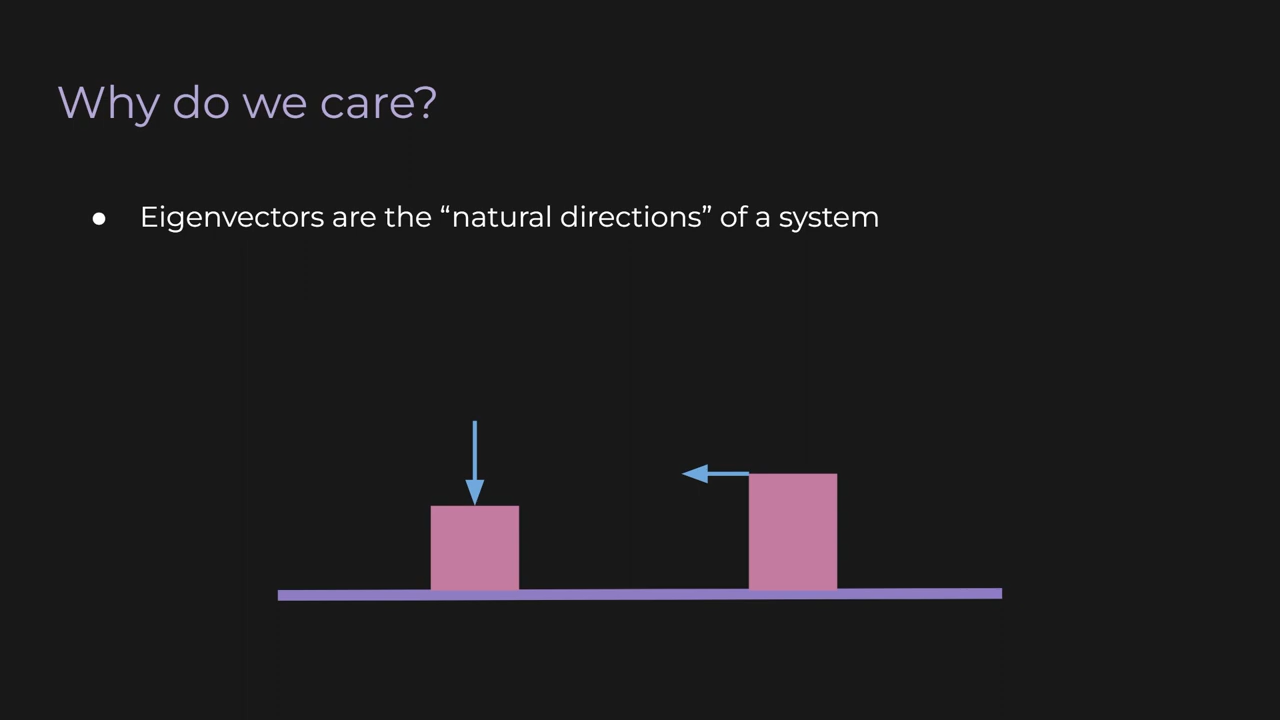 Why do we care?
● Eigenvectors are the “natural directions” of a system